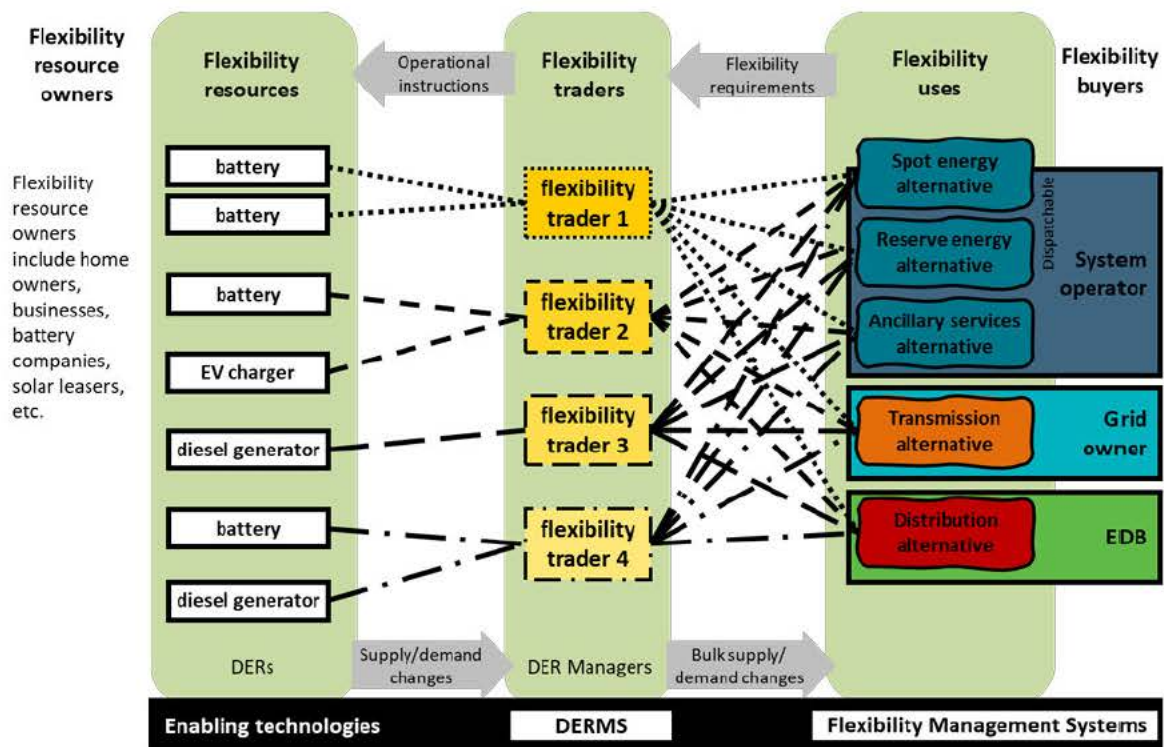 Flexibility
resource
owners
Flexibility
resource
owners
include home
owners,
businesses,
battery
companies,
solar leasers,
etc.
Flexibility
resources
battery
battery
battery
EV charger
diesel generator
battery
diesel generator
DERs
Operational
instructions
Supply/demand
changes
Flexibility
traders
flexibility
trader 1
flexibility
trader 2
flexibility
trader 3
flexibility
trader 4
DER Managers
Flexibility
requirements
Bulk supply/
demand changes
Flexibility
uses
Spot energy
alternative
Reserve energy
alternative
Ancillary services
alternative
Transmission
alternative
Distribution
alternative
Dispatchable
Flexibility
buyers
System
operator
Grid
owner
EDB
Enabling technologies
DERMS
Flexibility Management Systems